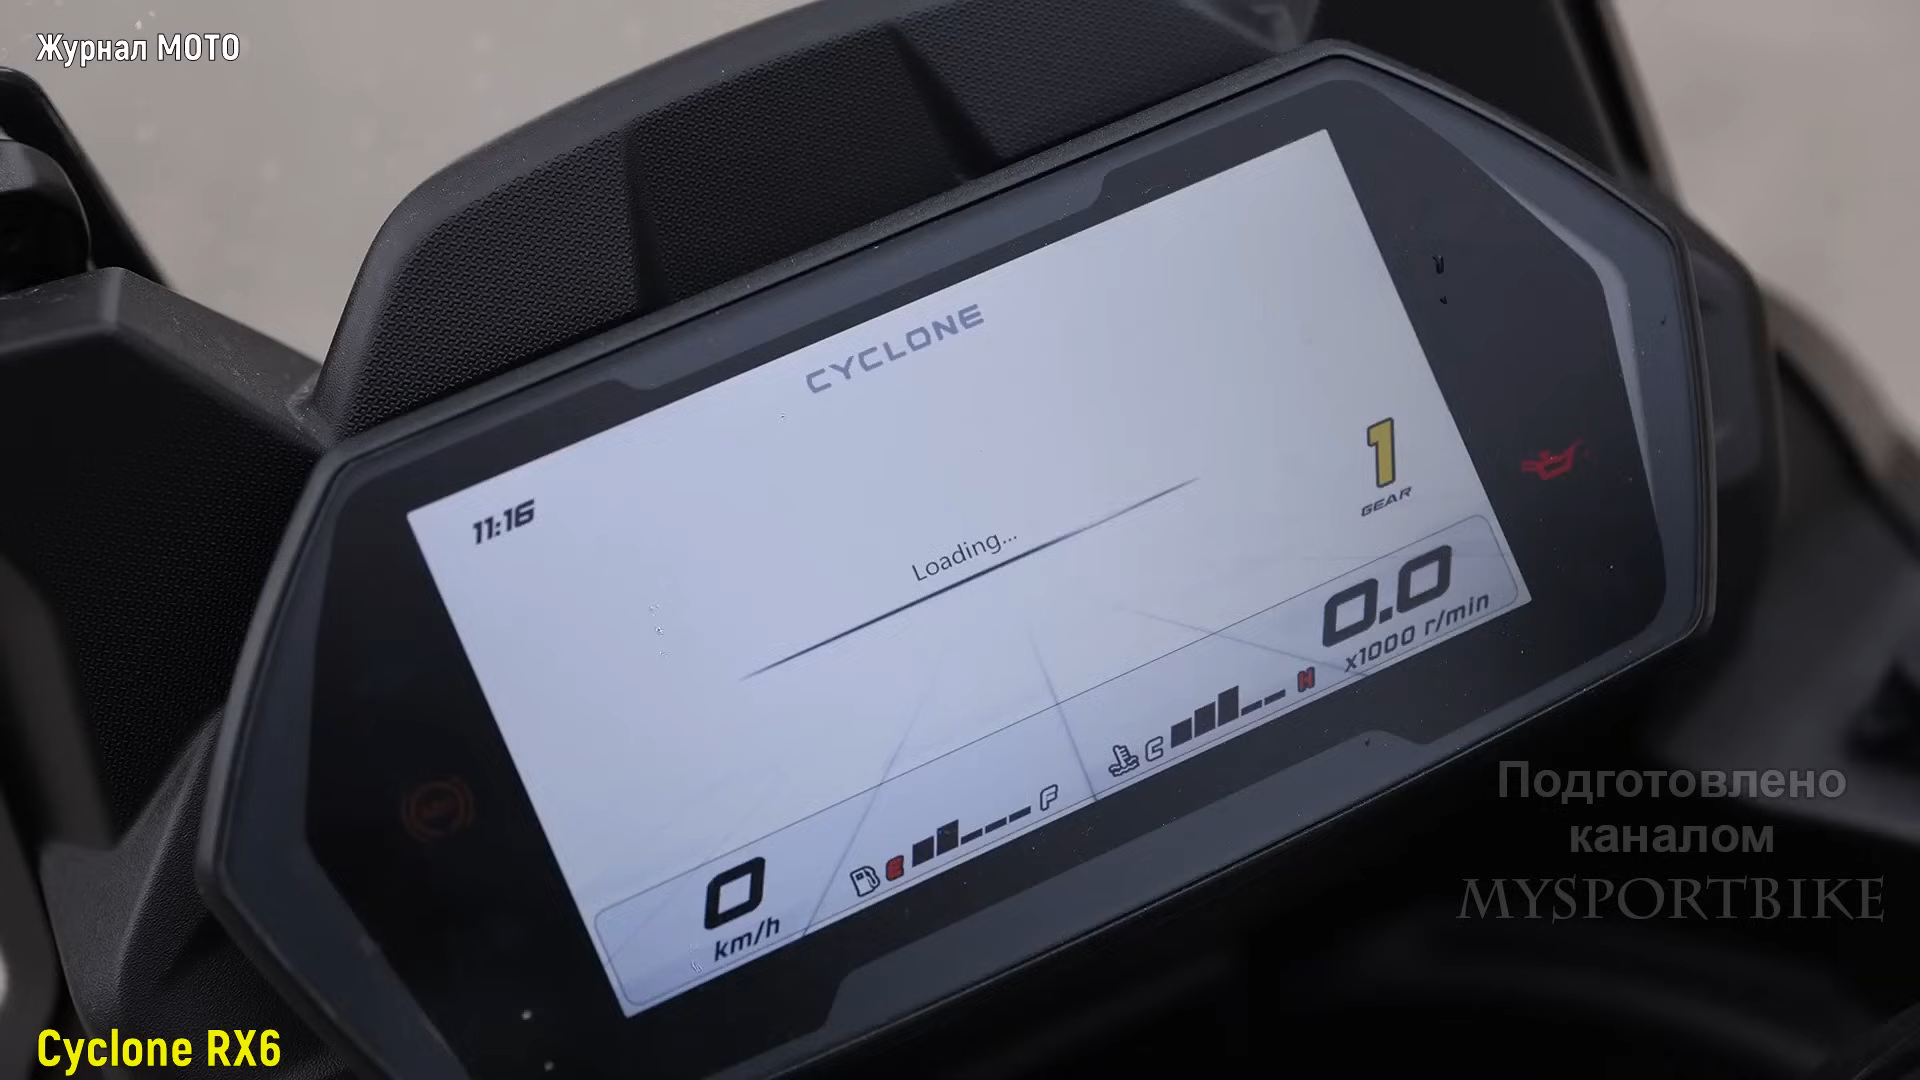 Журнал МОТО
CYCLONE
11:16
1
GEAR
Loading...
0.0
x1000 r/min
C H
E F
0
km/h
Подготовлено
каналом
MYSPORTBIKE
Cyclone RX6